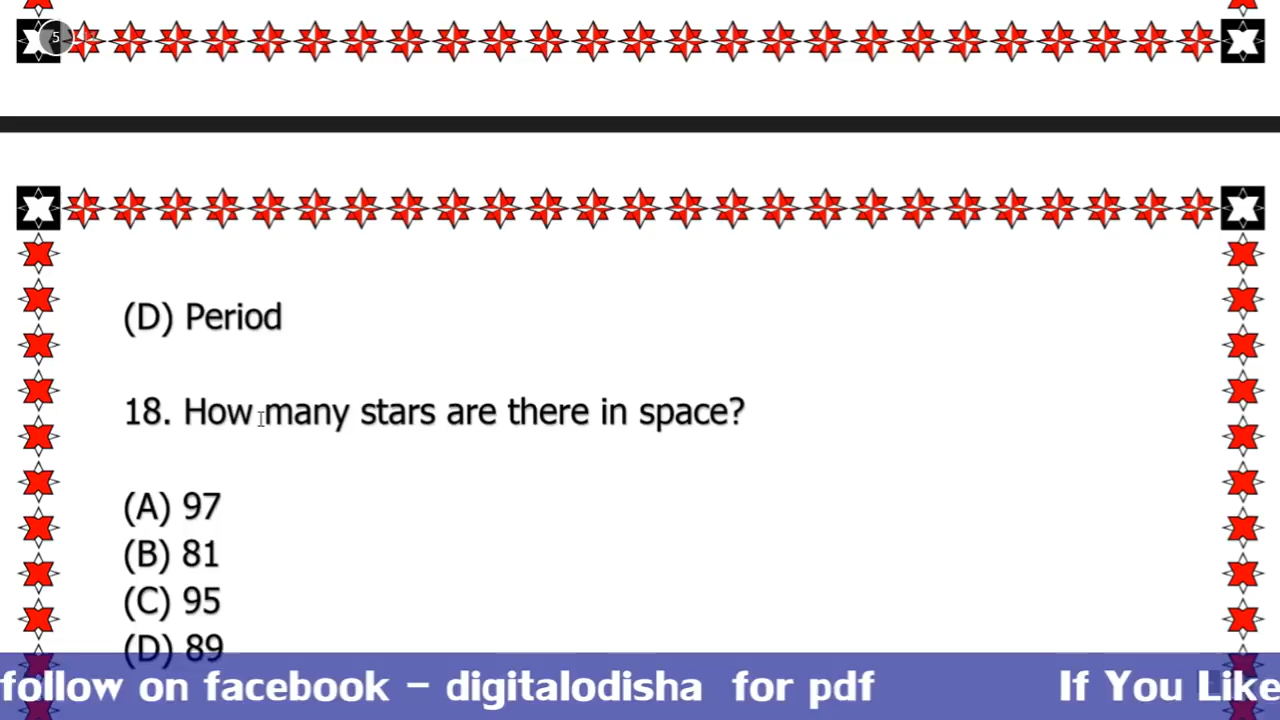 5
(D) Period
18. How many stars are there in space?
(A) 97
(B) 81
(C) 95
(D) 89
follow on facebook – digitalodisha for pdf If You Like